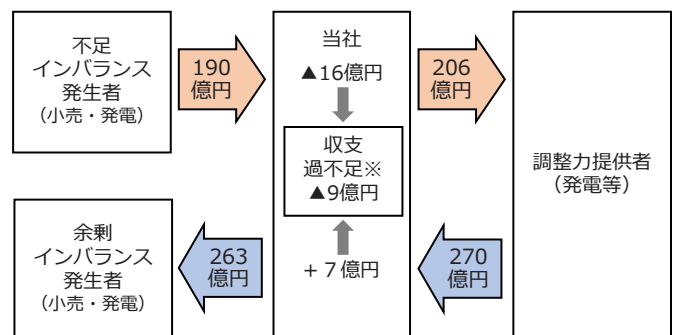 不足
インバランス
発生者
（小売・発電）
190
億円
当社
▲16億円
収支
過不足※
▲9億円
＋７億円
206
億円
調整力提供者
（発電等）
余剰
インバランス
発生者
（小売・発電）
263
億円
270
億円